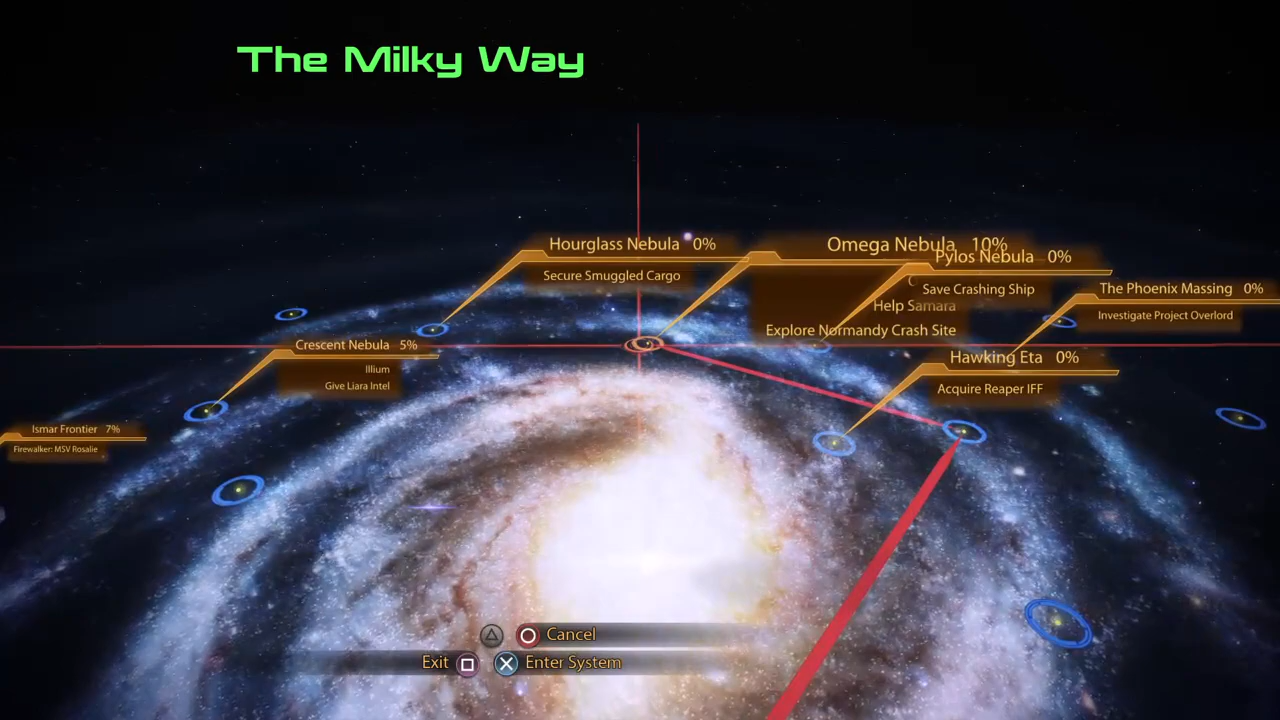 The Milky Way
Hourglass Nebula 0%
Secure Smuggled Cargo
Omega Nebula 10%
Help Samara
Explore Normandy Crash Site
Pylos Nebula 0%
Save Crashing Ship
The Phoenix Massing 0%
Investigate Project Overlord
Crescent Nebula 5%
Illium
Give Liara Intel
Hawking Eta 0%
Acquire Reaper IFF
Ismar Frontier 7%
Firewalker: MSV Rosalie
Cancel
Exit
Enter System